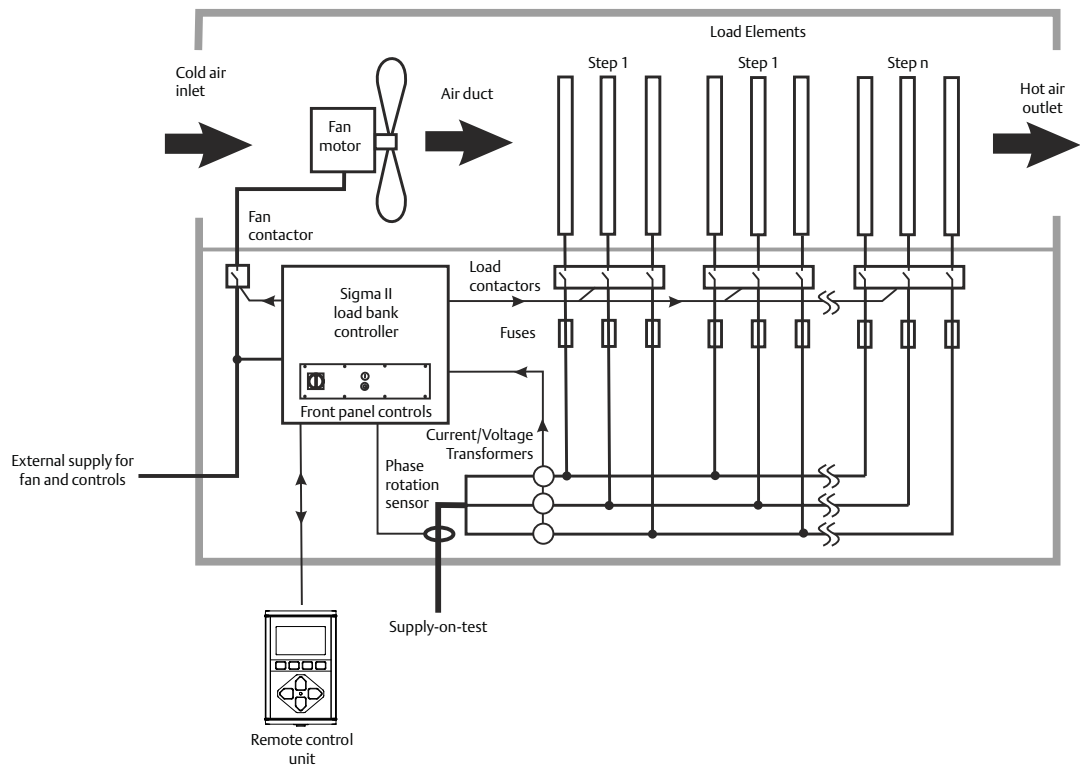 Load Elements
Step 1
Step 1
Step n
Cold air
inlet
Fan
motor
Air duct
Hot air
outlet
Fan
contactor
Load
contactors
Sigma II
load bank
controller
Fuses
Front panel controls
Current/Voltage
Transformers
External supply for
fan and controls
Phase
rotation
sensor
Supply-on-test
Remote control
unit